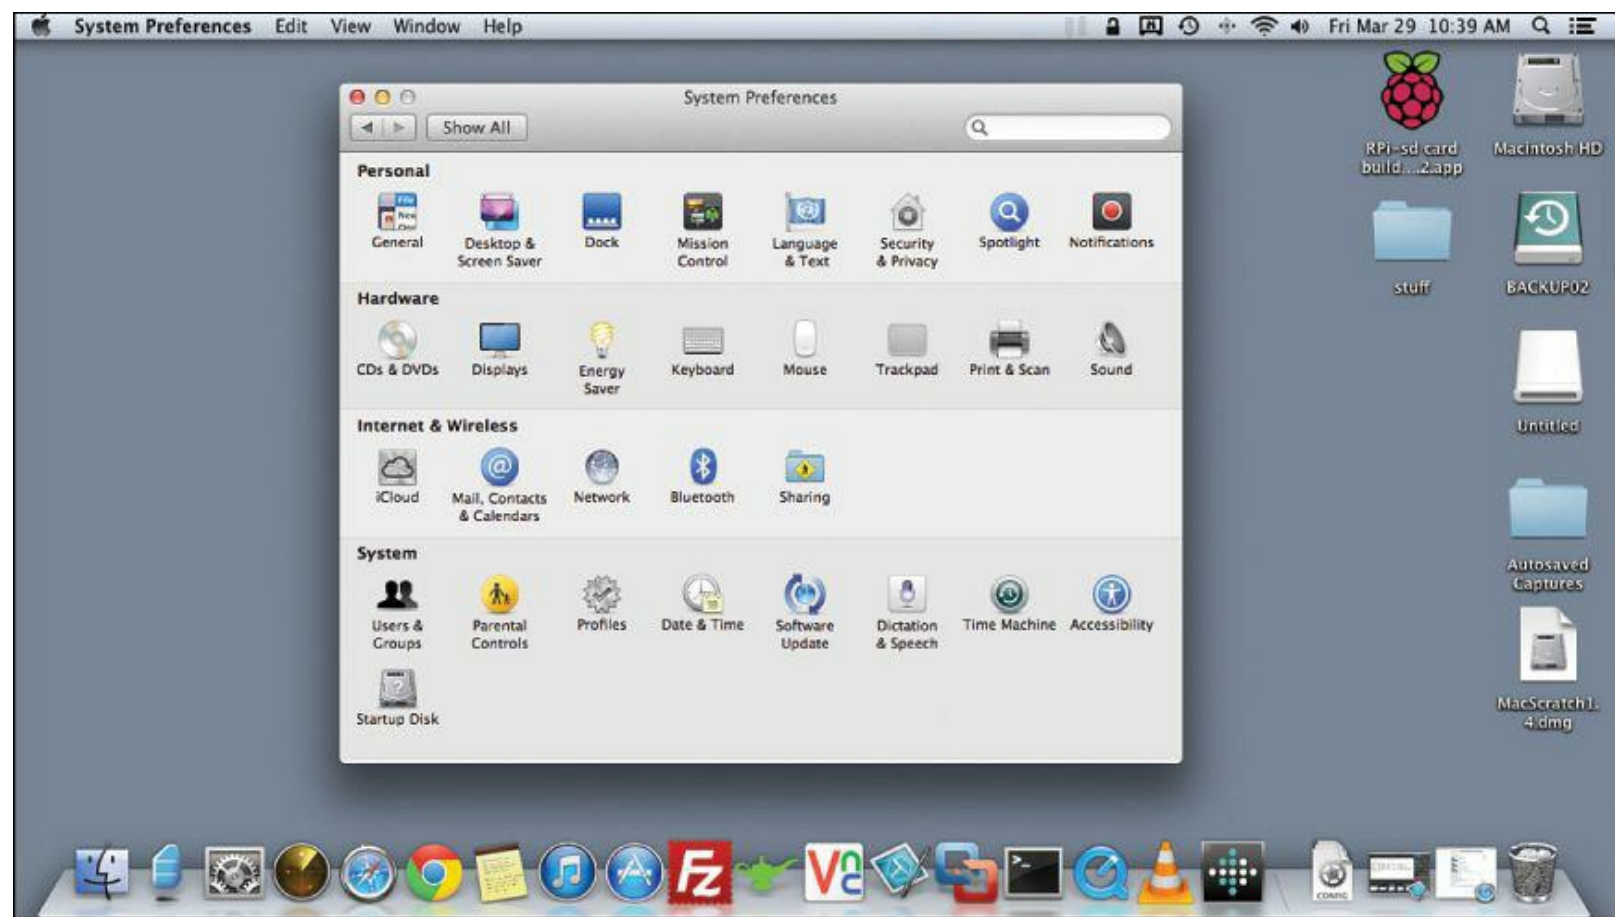 System Preferences Edit View Window Help Fri Mar 29 10:39 AM
System Preferences
Show All
Personal
General Desktop & Dock Mission Language Security Spotlight Notifications
Screen Saver Control & Text & Privacy
Hardware
CDs & DVDs Displays Energy Keyboard Mouse Trackpad Print & Scan Sound
Saver
Internet & Wireless
iCloud Mail, Contacts Network Bluetooth Sharing
& Calendars
System
Users & Parental Profiles Date & Time Software Dictation Time Machine Accessibility
Groups Controls Update & Speech
Startup Disk
RPi-sd card
build....2.app
Macintosh HD
stuff
BACKUP02
Untitled
Autosaved
Captures
MacScratch1.
4.dmg
Fz
VNC
CONFIG